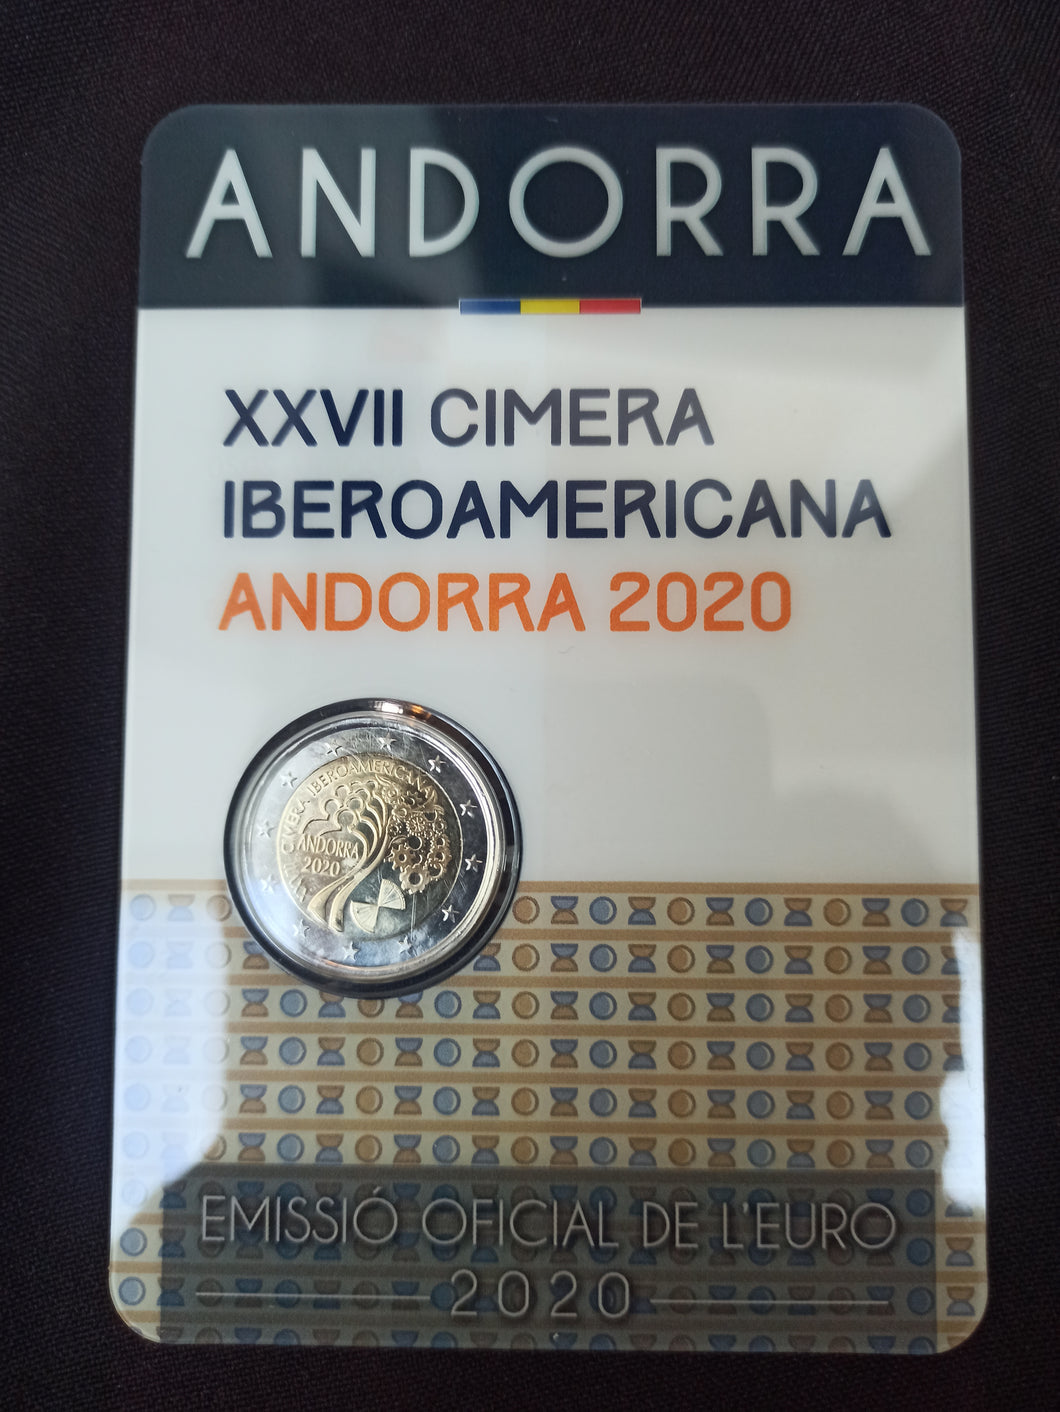 ANDORRA
XXVII CIMERA
IBEROAMERICANA
ANDORRA 2020
CIMERA IBEROAMERICANA
ANDORRA
2020
EMISSIÓ OFICIAL DE L'EURO
2020